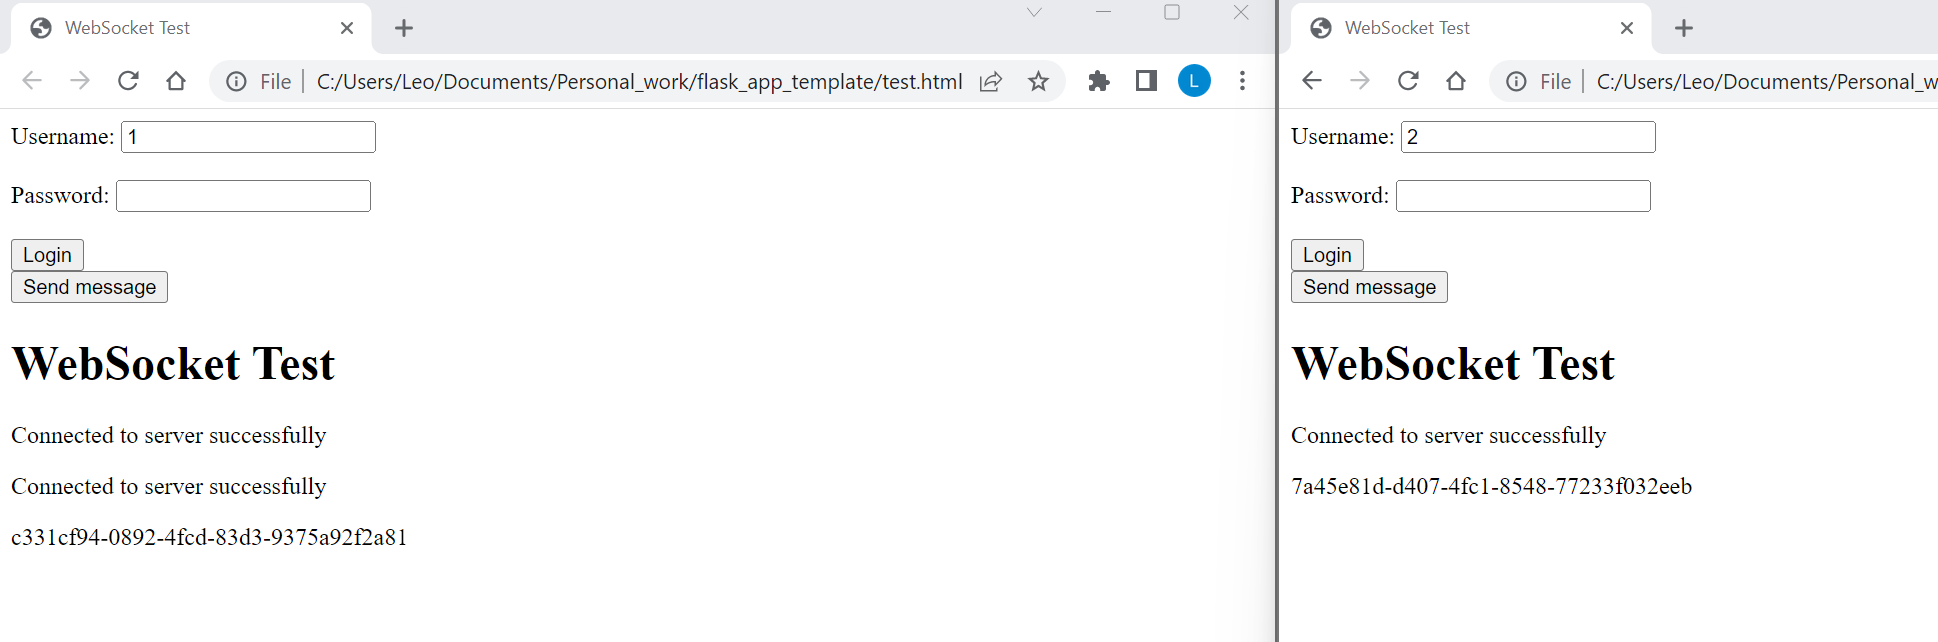 WebSocket Test
File C:/Users/Leo/Documents/Personal_work/flask_app_template/test.html L
Username: 1
Password:
Login
Send message
WebSocket Test
Connected to server successfully
Connected to server successfully
c331cf94-0892-4fcd-83d3-9375a92f2a81
WebSocket Test
File C:/Users/Leo/Documents/Personal_w
Username: 2
Password:
Login
Send message
WebSocket Test
Connected to server successfully
7a45e81d-d407-4fc1-8548-77233f032eeb